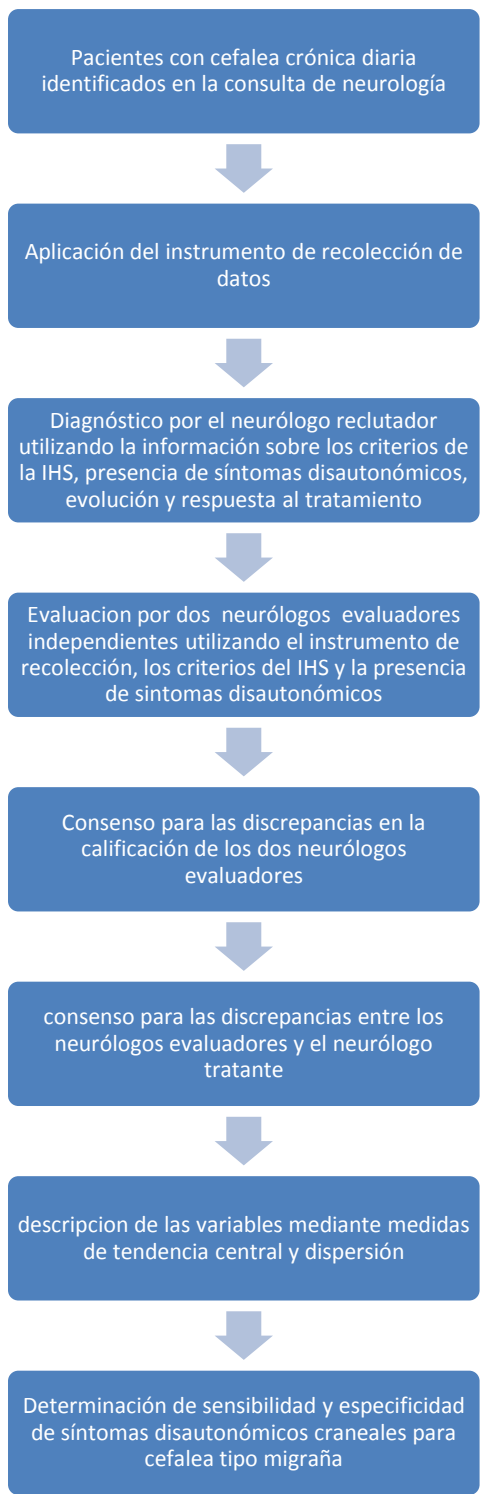 Pacientes con cefalea crónica diaria
identificados en la consulta de neurología
Aplicación del instrumento de recolección de
datos
Diagnóstico por el neurólogo reclutador
utilizando la información sobre los criterios de
la IHS, presencia de síntomas disautonómicos,
evolución y respuesta al tratamiento
Evaluacion por dos neurólogos evaluadores
independientes utilizando el instrumento de
recolección, los criterios del IHS y la presencia
de sintomas disautonómicos
Consenso para las discrepancias en la
calificación de los dos neurólogos
evaluadores
consenso para las discrepancias entre los
neurólogos evaluadores y el neurólogo
tratante
descripcion de las variables mediante medidas
de tendencia central y dispersión
Determinación de sensibilidad y especificidad
de síntomas disautonómicos craneales para
cefalea tipo migraña